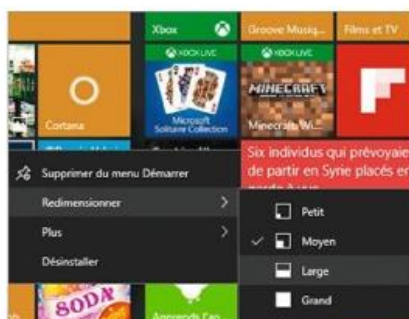 Xbox
Groove Musiq...
Films et TV
XBOX LIVE
XBOX LIVE
MINECRAFT
Cortana
Microsoft
Solitaire Collection
Minecraft: Wi...
Six individus qui prévoyaie
de partir en Syrie placés en
Supprimer du menu Démarrer
Redimensionner
Petit
Plus
Moyen
Désinstaller
Large
SODA
Grand